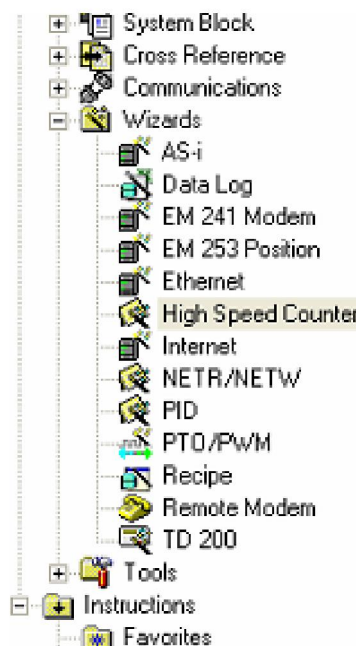 System Block
Cross Reference
Communications
Wizards
AS-i
Data Log
EM 241 Modem
EM 253 Position
Ethernet
High Speed Counter
Internet
NETR/NETW
PID
PTO/PWM
Recipe
Remote Modem
TD 200
Tools
Instructions
Favorites